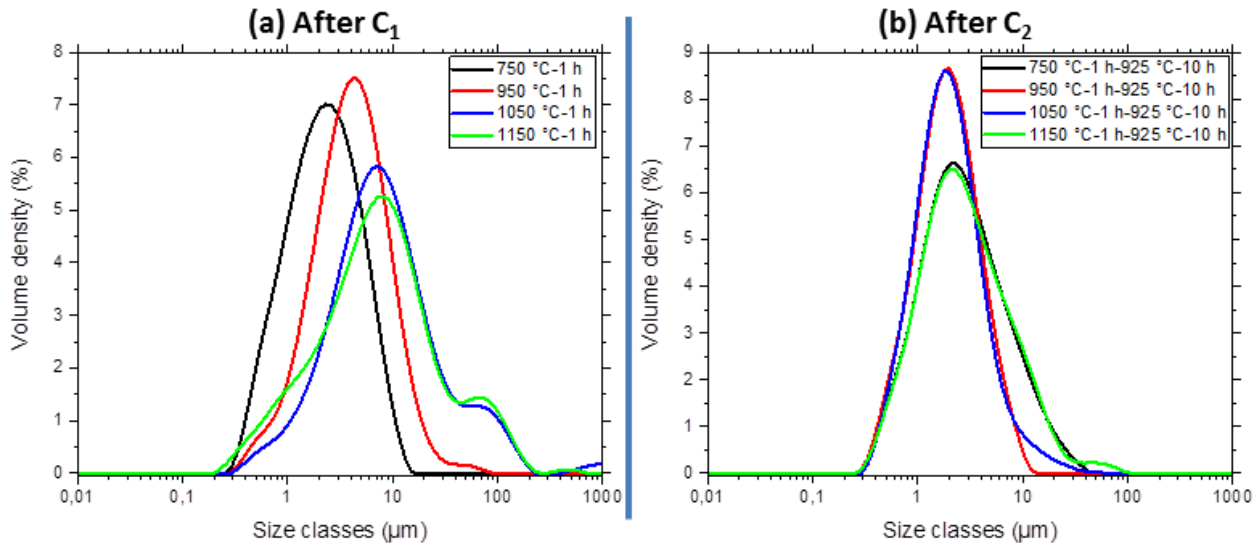 (a) After C₁
8
7
6
5
4
3
2
1
0
Volume density (%)
750 °C-1 h
950 °C-1 h
1050 °C-1 h
1150 °C-1 h
0,01
0,1
1
10
100
1000
Size classes (µm)
(b) After C₂
9
8
7
6
5
4
3
2
1
0
Volume density (%)
750 °C-1 h-925 °C-10 h
950 °C-1 h-925 °C-10 h
1050 °C-1 h-925 °C-10 h
1150 °C-1 h-925 °C-10 h
0,01
0,1
1
10
100
1000
Size classes (µm)